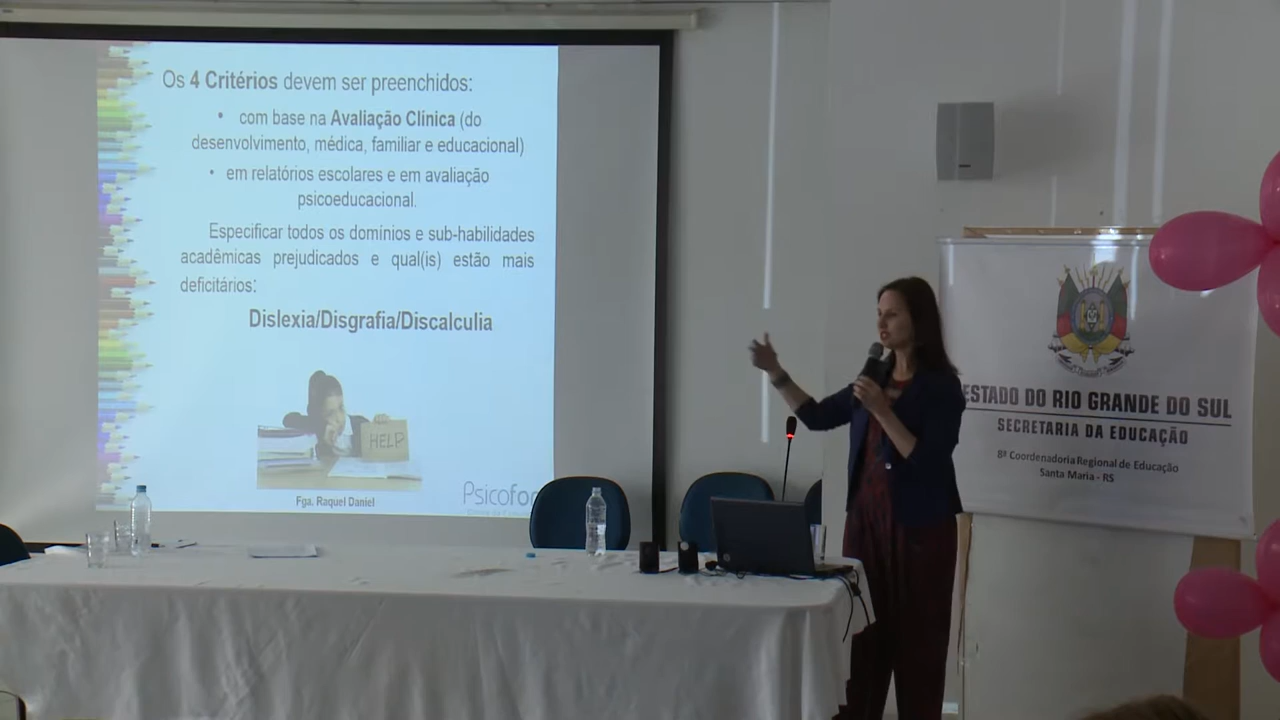 Os 4 Critérios devem ser preenchidos:
• com base na Avaliação Clínica (do
desenvolvimento, médica, familiar e educacional)
• em relatórios escolares e em avaliação
psicoeducacional.
Especificar todos os domínios e sub-habilidades
acadêmicas prejudicados e qual(is) estão mais
deficitários:
Dislexia/Disgrafia/Discalculia
HELP
Fga. Raquel Daniel
Psicofon
ESTADO DO RIO GRANDE DO SUL
SECRETARIA DA EDUCAÇÃO
8ª Coordenadoria Regional de Educação
Santa Maria - RS